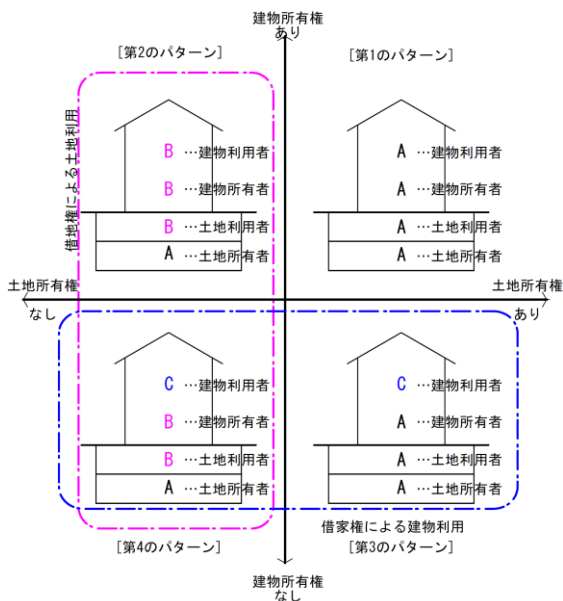 建物所有権
あり
[第2のパターン]
[第1のパターン]
借地権による土地利用
B …建物利用者
B …建物所有者
B …土地利用者
A …土地所有者
A …建物利用者
A …建物所有者
A …土地利用者
A …土地所有者
土地所有権
なし
土地所有権
あり
C …建物利用者
B …建物所有者
B …土地利用者
A …土地所有者
C …建物利用者
A …建物所有者
A …土地利用者
A …土地所有者
借家権による建物利用
[第4のパターン]
[第3のパターン]
建物所有権
なし